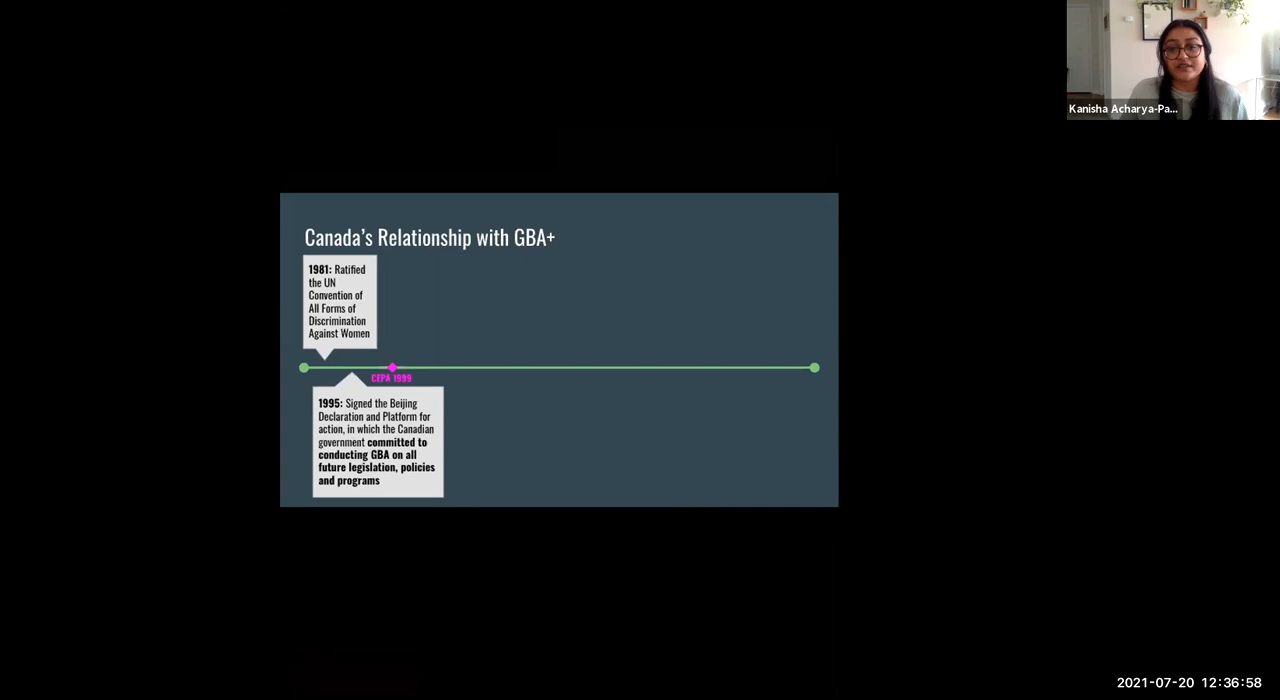 Kanisha Acharya-Pa...
Canada's Relationship with GBA+
1981: Ratified
the UN
Convention of
All Forms of
Discrimination
Against Women
CEPA 1999
1995: Signed the Beijing
Declaration and Platform for
action, in which the Canadian
government committed to
conducting GBA on all
future legislation, policies
and programs
2021-07-20 12:36:58